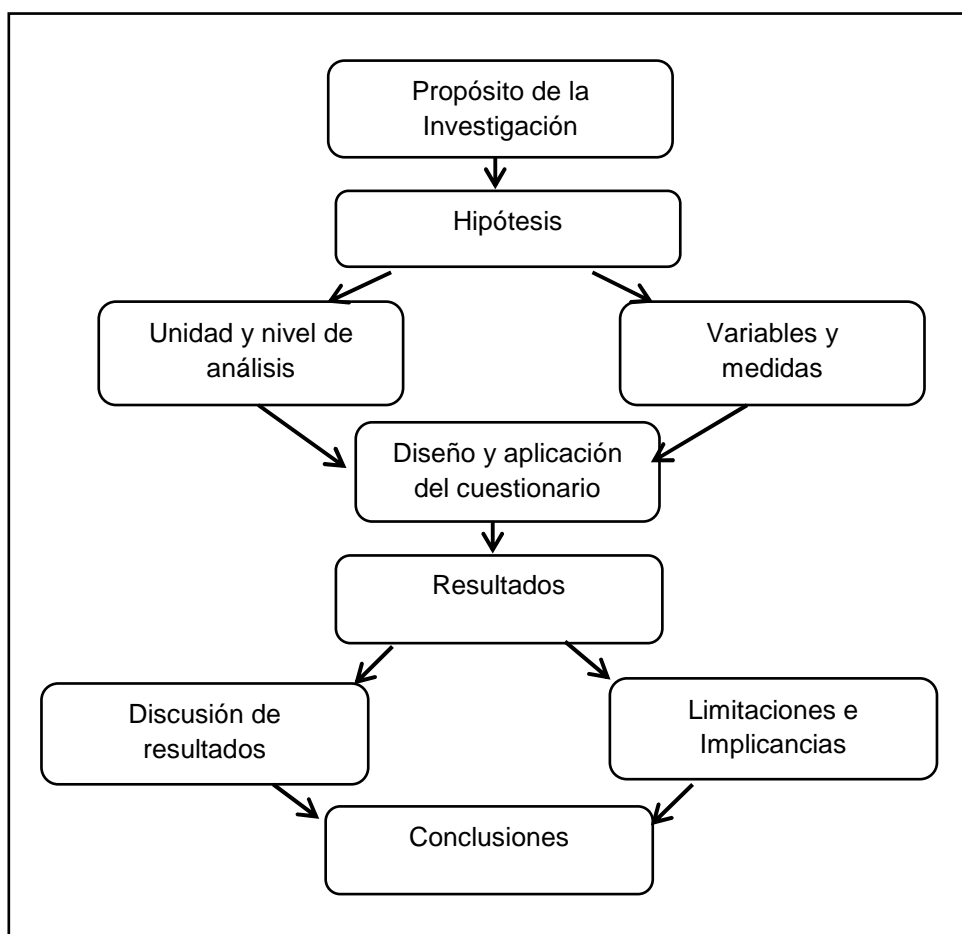 Propósito de la
Investigación
Hipótesis
Unidad y nivel de
análisis
Variables y
medidas
Diseño y aplicación
del cuestionario
Resultados
Discusión de
resultados
Limitaciones e
Implicancias
Conclusiones